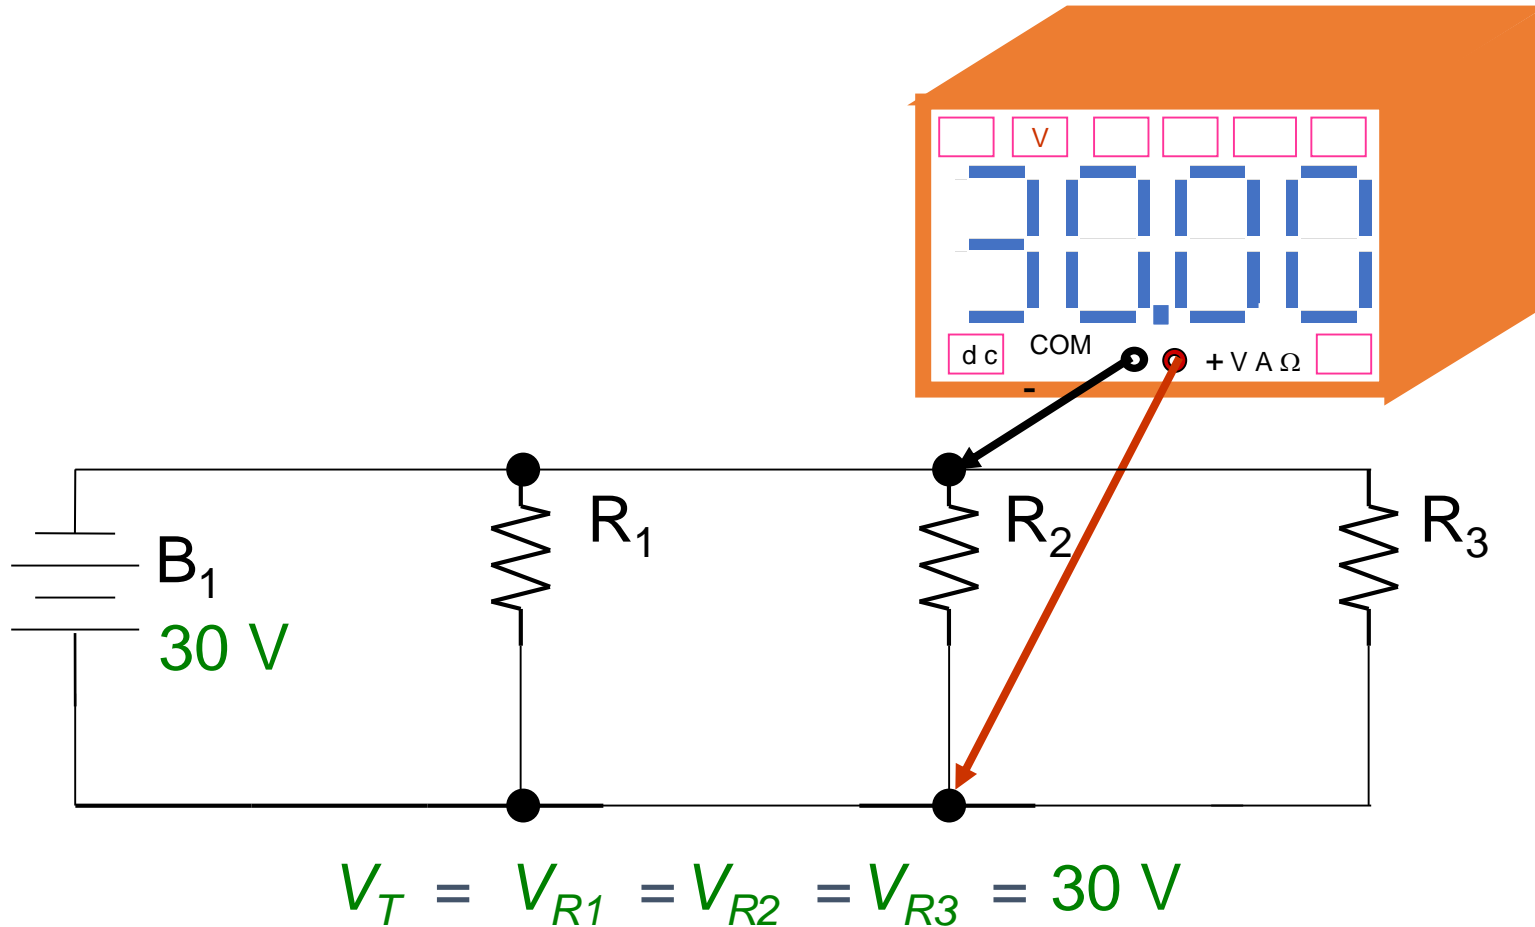 V
30.00
d c COM + V A Ω
-
R1 R2 R3
B1
30 V
VT = VR1 = VR2 = VR3 = 30 V